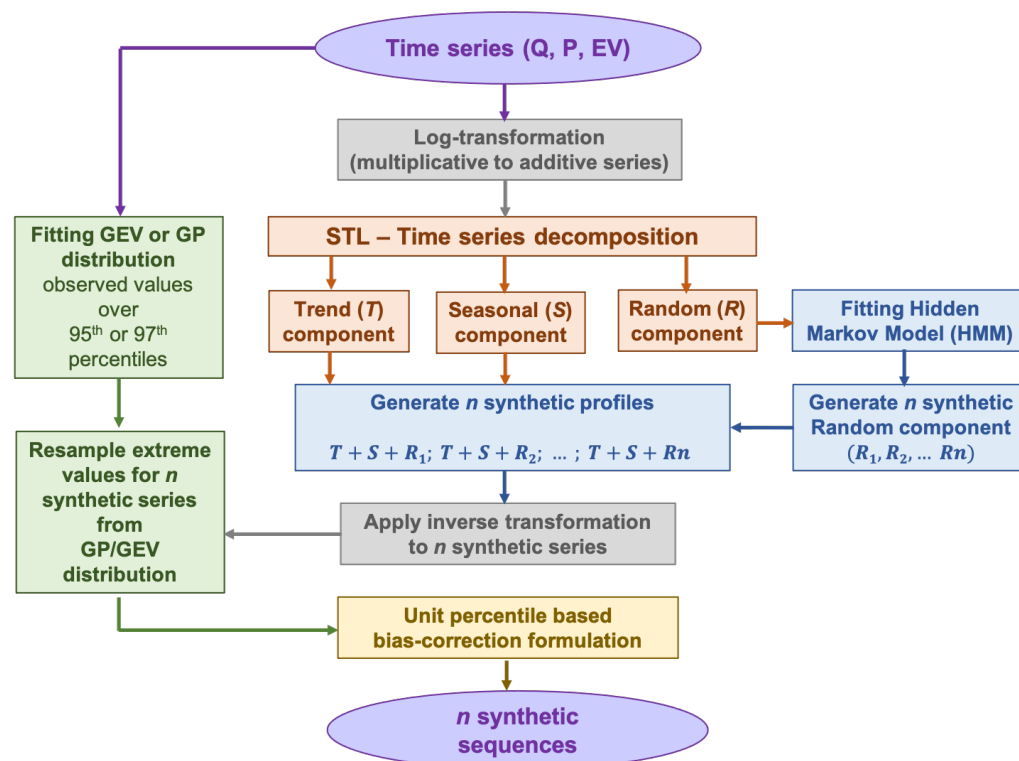 Time series (Q, P, EV)
Log-transformation
(multiplicative to additive series)
Fitting GEV or GP
distribution
observed values
over
95th or 97th
percentiles
STL – Time series decomposition
Trend (T)
component
Seasonal (S)
component
Random (R)
component
Fitting Hidden
Markov Model (HMM)
Generate n synthetic profiles
T + S + R₁; T + S + R₂; … ; T + S + Rn
Generate n synthetic
Random component
(R₁, R₂, … Rn)
Resample extreme
values for n
synthetic series
from
GP/GEV
distribution
Apply inverse transformation
to n synthetic series
Unit percentile based
bias-correction formulation
n synthetic
sequences